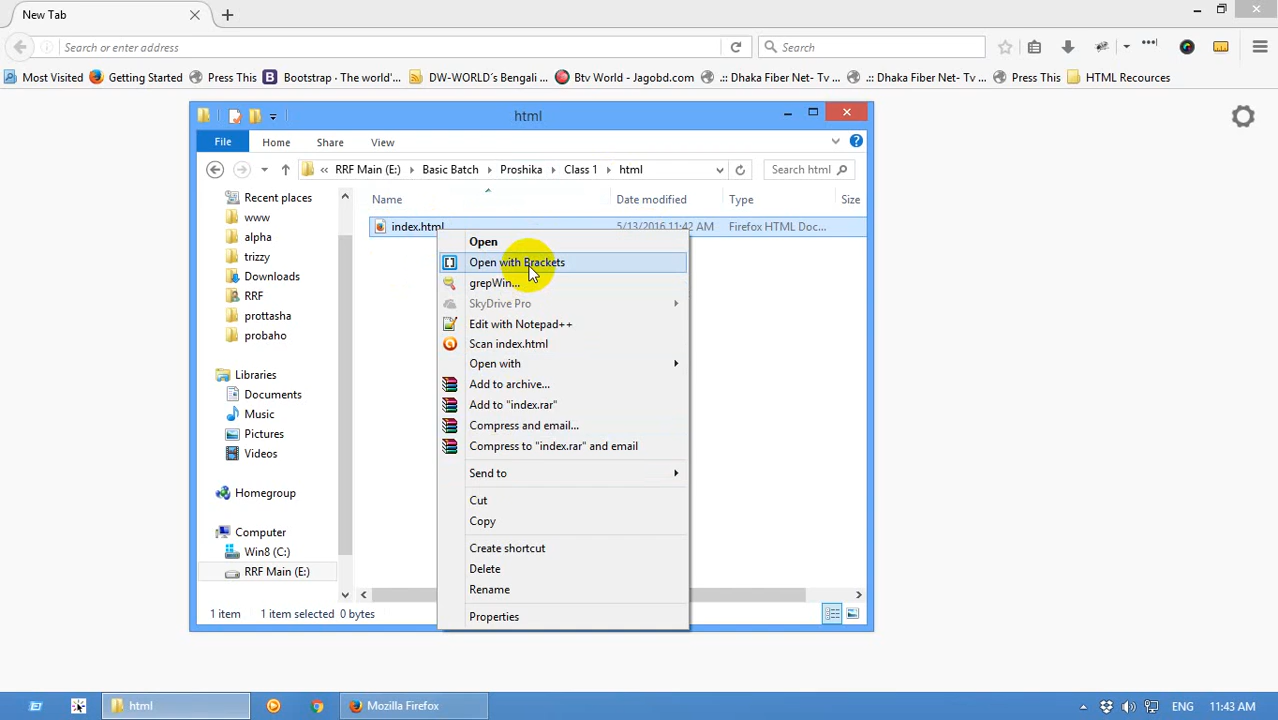 New Tab
Search or enter address
Search
Most Visited Getting Started Press This Bootstrap · The world'... DW-WORLD´s Bengali ... Btv World - Jagobd.com .:: Dhaka Fiber Net- Tv ... .:: Dhaka Fiber Net- Tv ... Press This HTML Recources
html
File Home Share View
« RRF Main (E:) Basic Batch Proshika Class 1 html
Search html
Recent places
www
alpha
trizzy
Downloads
RRF
prottasha
probaho
Libraries
Documents
Music
Pictures
Videos
Homegroup
Computer
Win8 (C:)
RRF Main (E:)
Name Date modified Type Size
index.html 5/13/2016 11:42 AM Firefox HTML Doc...
Open
Open with Brackets
grepWin...
SkyDrive Pro
Edit with Notepad++
Scan index.html
Open with
Add to archive...
Add to "index.rar"
Compress and email...
Compress to "index.rar" and email
Send to
Cut
Copy
Create shortcut
Delete
Rename
Properties
1 item 1 item selected 0 bytes
html Mozilla Firefox ENG 11:43 AM